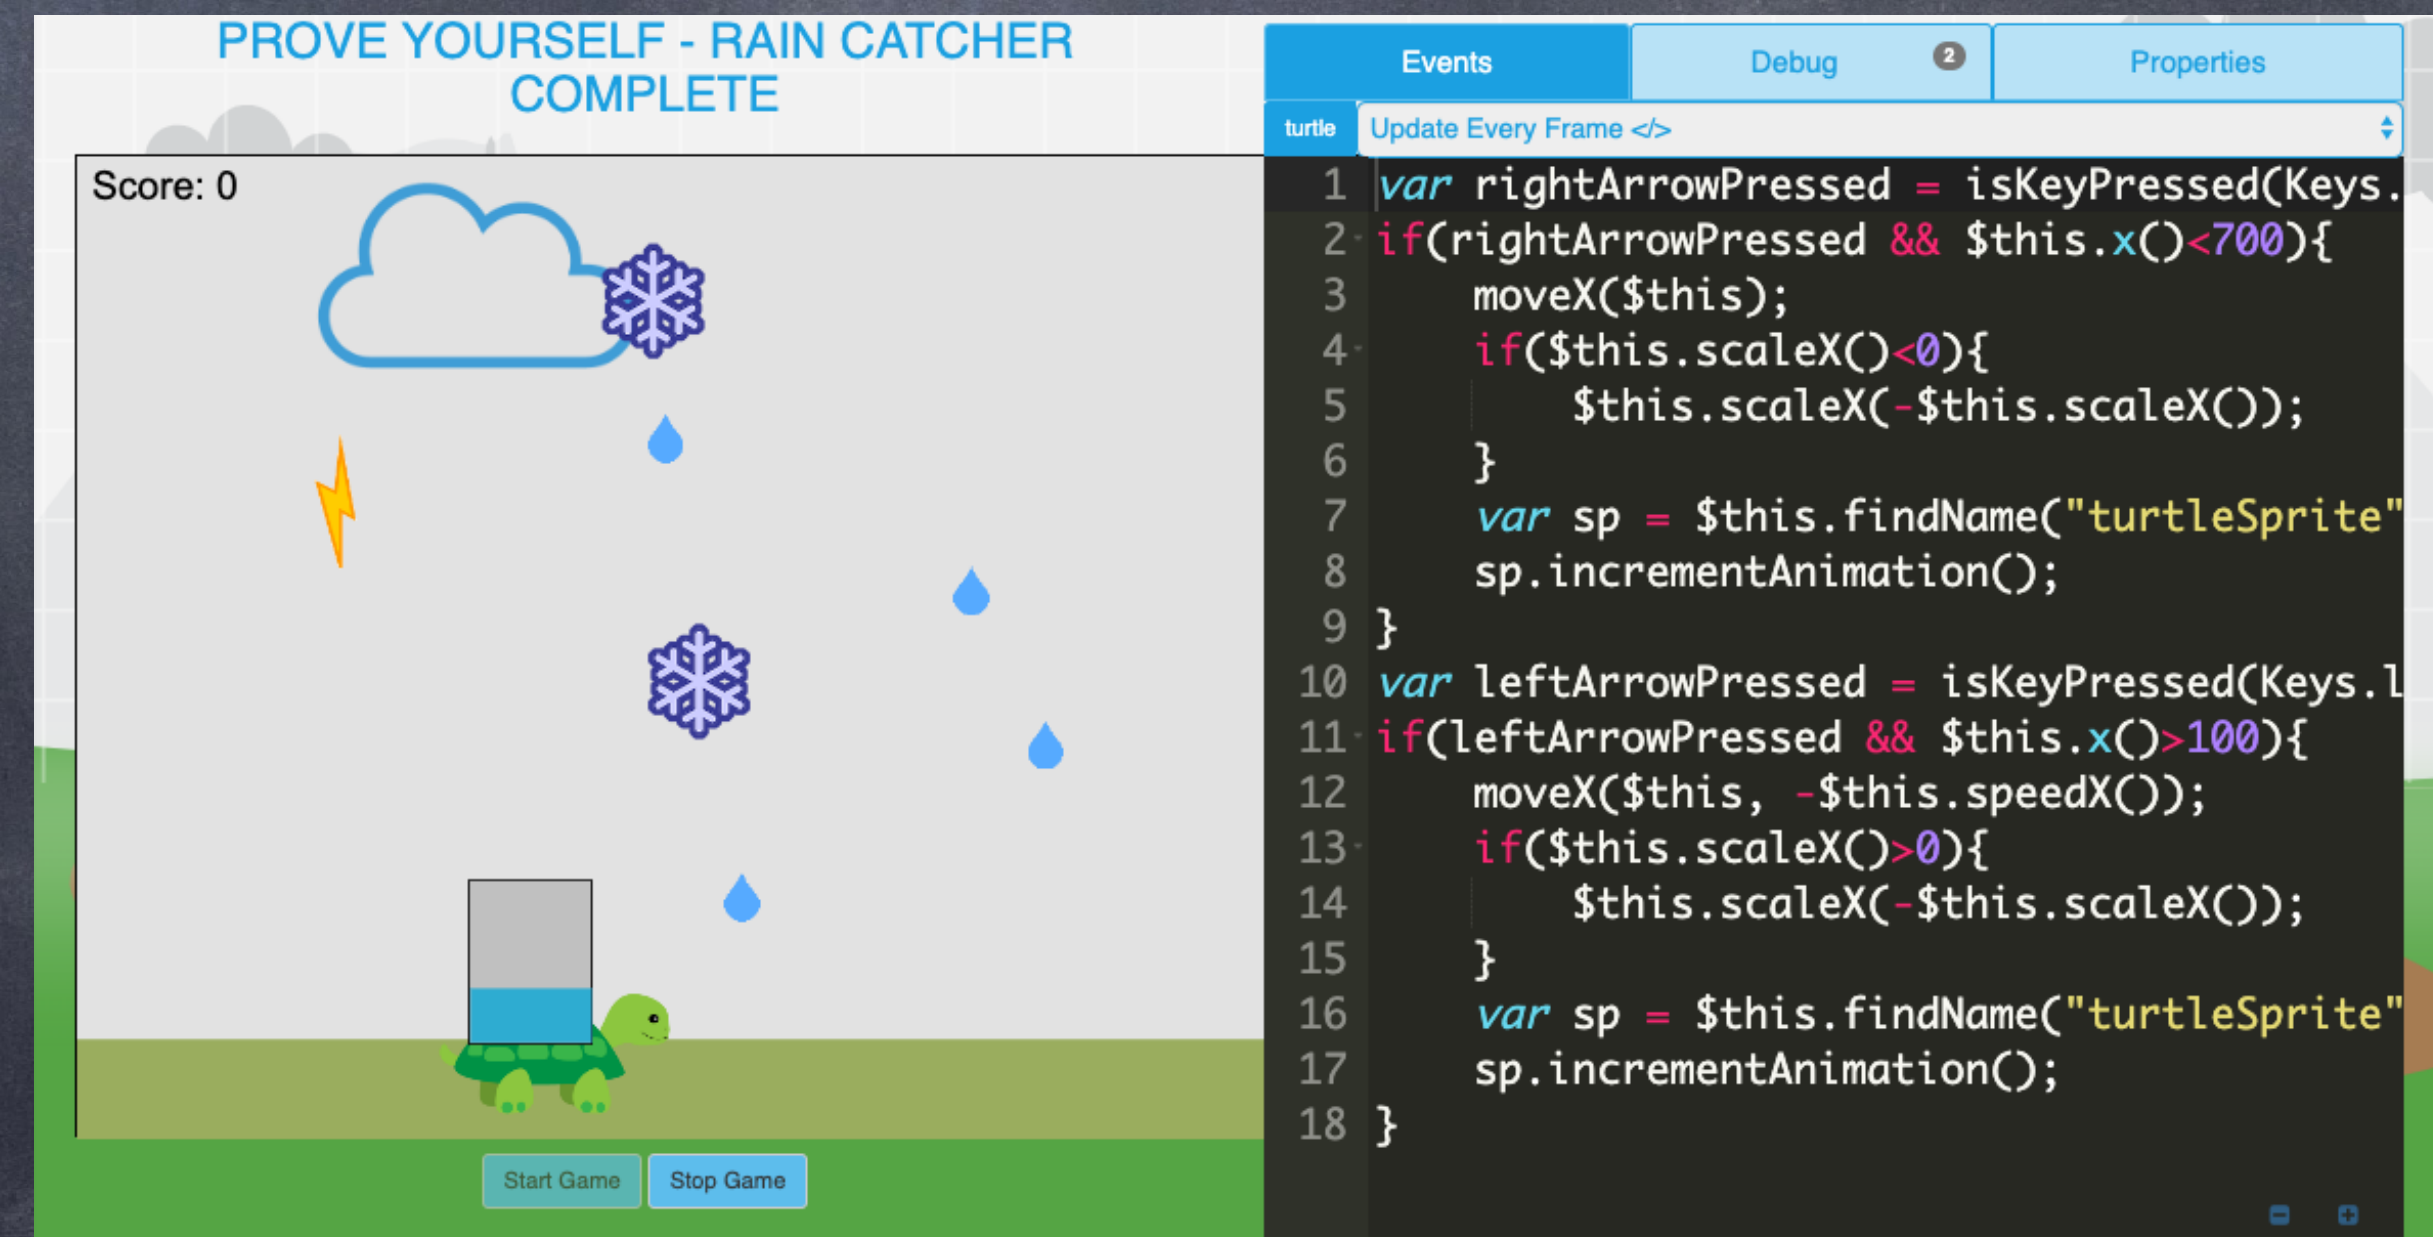 PROVE YOURSELF - RAIN CATCHER
COMPLETE
Score: 0
Start Game
Stop Game
Events
Debug
2
Properties
turtle
Update Every Frame </>
1 var rightArrowPressed = isKeyPressed(Keys.
2 if(rightArrowPressed && $this.x()<700){
3 moveX($this);
4 if($this.scaleX()<0){
5 $this.scaleX(-$this.scaleX());
6 }
7 var sp = $this.findName("turtleSprite"
8 sp.incrementAnimation();
9 }
10 var leftArrowPressed = isKeyPressed(Keys.l
11 if(leftArrowPressed && $this.x()>100){
12 moveX($this, -$this.speedX());
13 if($this.scaleX()>0){
14 $this.scaleX(-$this.scaleX());
15 }
16 var sp = $this.findName("turtleSprite"
17 sp.incrementAnimation();
18 }